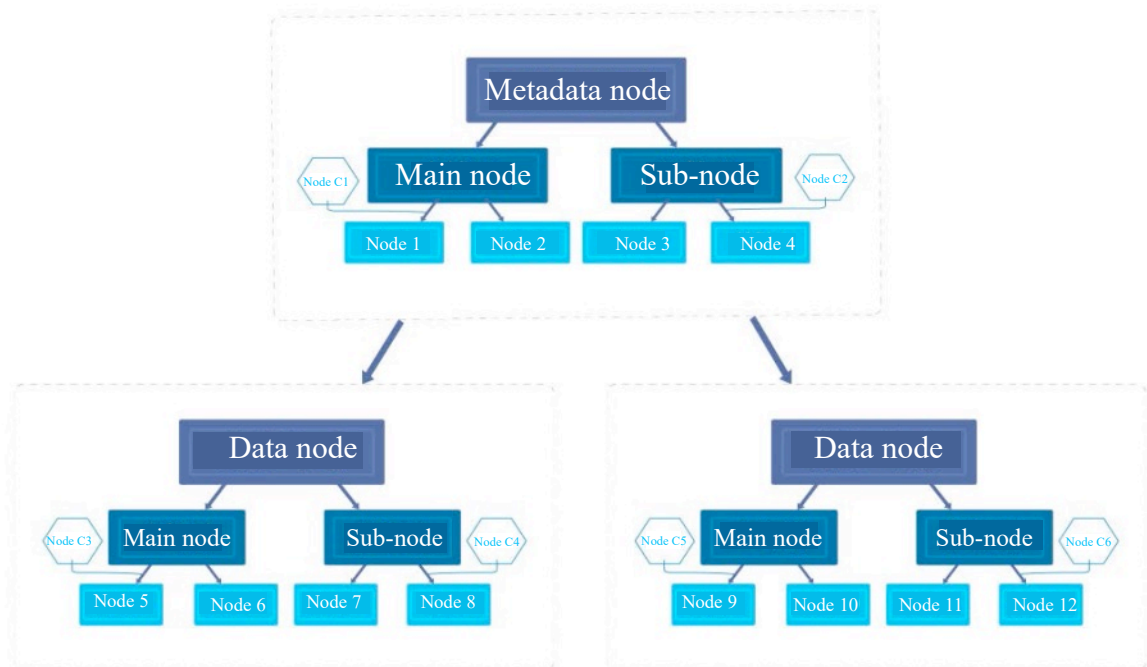 Metadata node
Main node
Sub-node
Node C1
Node C2
Node 1
Node 2
Node 3
Node 4
Data node
Main node
Sub-node
Node C3
Node C4
Node 5
Node 6
Node 7
Node 8
Data node
Main node
Sub-node
Node C5
Node C6
Node 9
Node 10
Node 11
Node 12